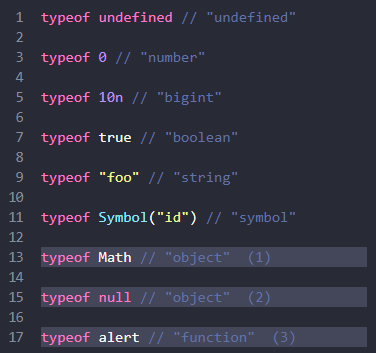 1 typeof undefined // "undefined"
2
3 typeof 0 // "number"
4
5 typeof 10n // "bigint"
6
7 typeof true // "boolean"
8
9 typeof "foo" // "string"
10
11 typeof Symbol("id") // "symbol"
12
13 typeof Math // "object"  (1)
14
15 typeof null // "object"  (2)
16
17 typeof alert // "function"  (3)